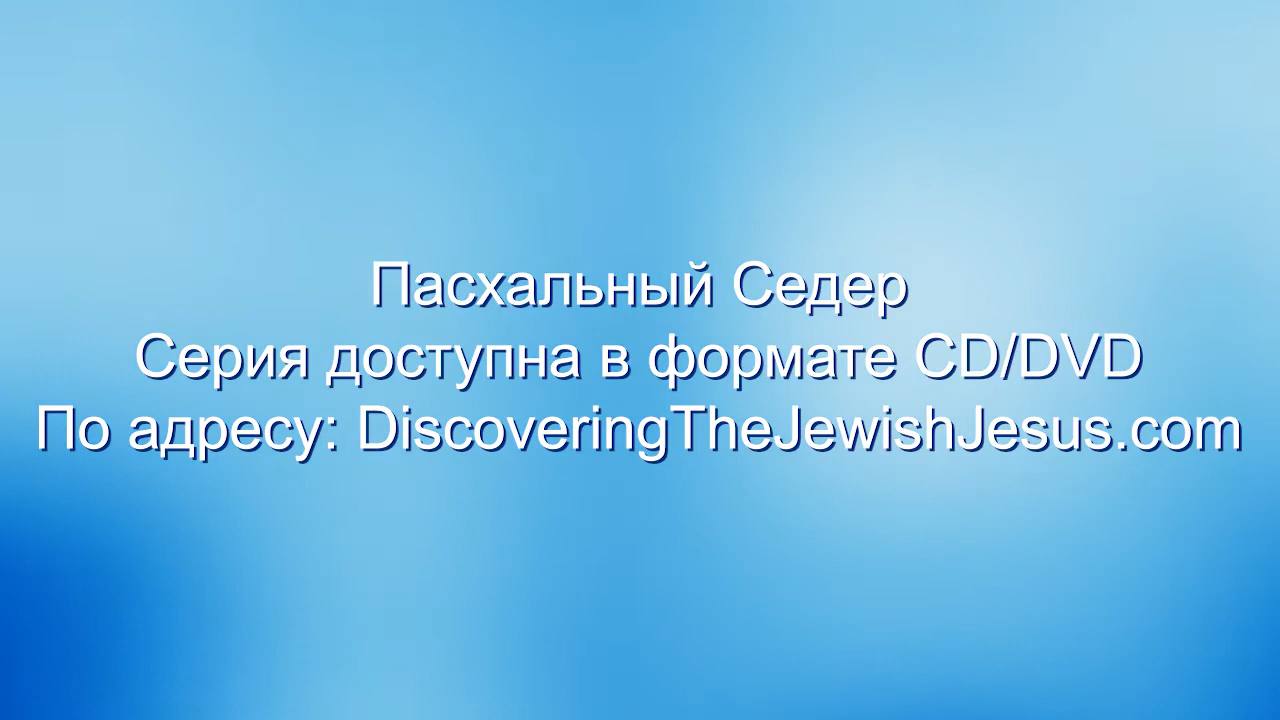 Пасхальный Седер
Серия доступна в формате CD/DVD
По адресу: DiscoveringTheJewishJesus.com